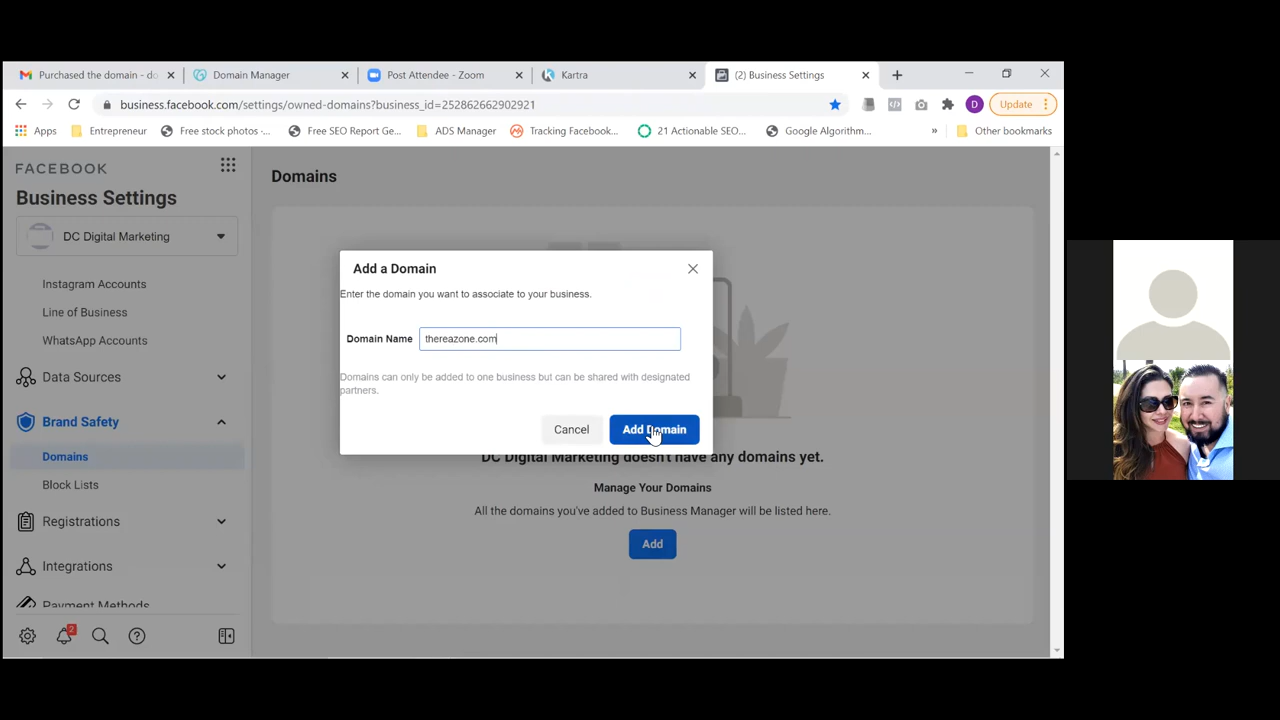 Purchased the domain - do
Domain Manager
Post Attendee - Zoom
Kartra
(2) Business Settings
business.facebook.com/settings/owned-domains?business_id=252862662902921
D
Update
Apps
Entrepreneur
Free stock photos -...
Free SEO Report Ge...
ADS Manager
Tracking Facebook...
21 Actionable SEO...
Google Algorithm...
»
Other bookmarks
FACEBOOK
Business Settings
DC Digital Marketing
Instagram Accounts
Line of Business
WhatsApp Accounts
Data Sources
Brand Safety
Domains
Block Lists
Registrations
Integrations
Payment Methods
2
Domains
Add a Domain
Enter the domain you want to associate to your business.
Domain Name
thereazone.com
Domains can only be added to one business but can be shared with designated
partners.
Cancel
Add Domain
DC Digital Marketing doesn't have any domains yet.
Manage Your Domains
All the domains you've added to Business Manager will be listed here.
Add